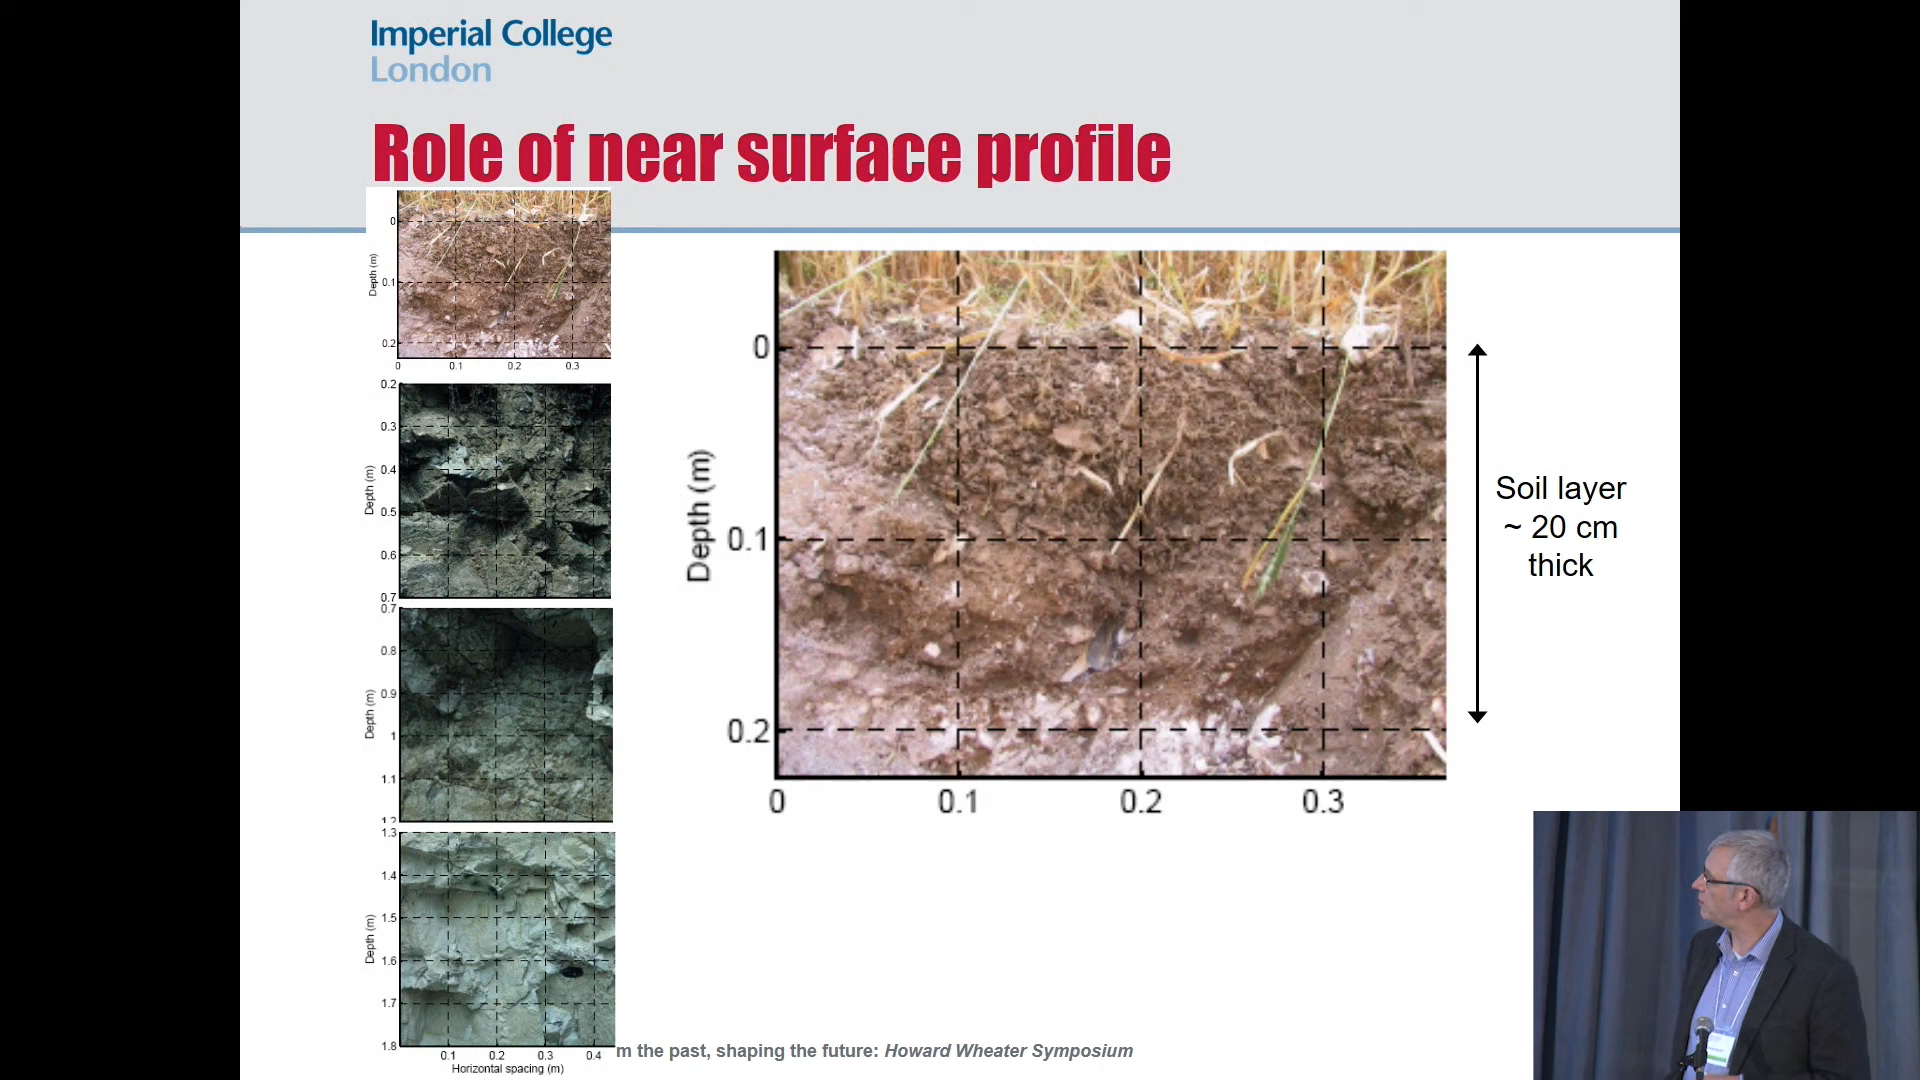 Imperial College
London
Role of near surface profile
0
0.1
0.2
Depth (m)
0
0.1
0.2
0.3
0.2
0.3
0.4
0.5
0.6
0.7
Depth (m)
0.7
0.8
0.9
1
1.1
1.2
Depth (m)
1.3
1.4
1.5
1.6
1.7
1.8
Depth (m)
0.1
0.2
0.3
0.4
Horizontal spacing (m)
0
0.1
0.2
Depth (m)
0
0.1
0.2
0.3
Soil layer
~ 20 cm
thick
m the past, shaping the future: Howard Wheater Symposium